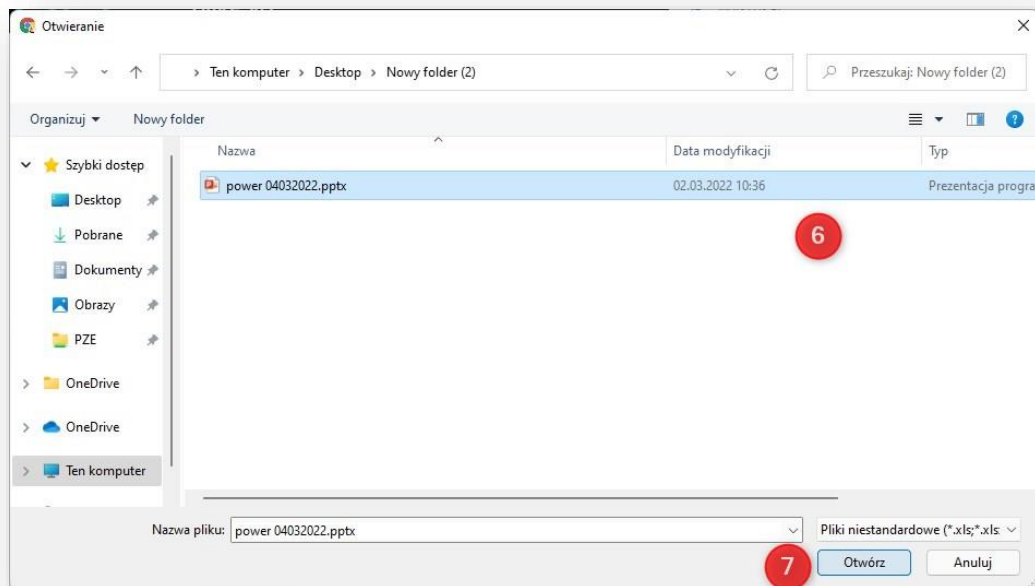 Otwieranie
Ten komputer > Desktop > Nowy folder (2)
Przeszukaj: Nowy folder (2)
Organizuj Nowy folder
?
Nazwa Data modyfikacji Typ
Szybki dostęp
power 04032022.pptx 02.03.2022 10:36 Prezentacja progra
Desktop
Pobrane
6
Dokumenty
Obrazy
PZE
OneDrive
OneDrive
Ten komputer
Nazwa pliku: power 04032022.pptx Pliki niestandardowe (*.xls;*.xls
7 Otwórz Anuluj